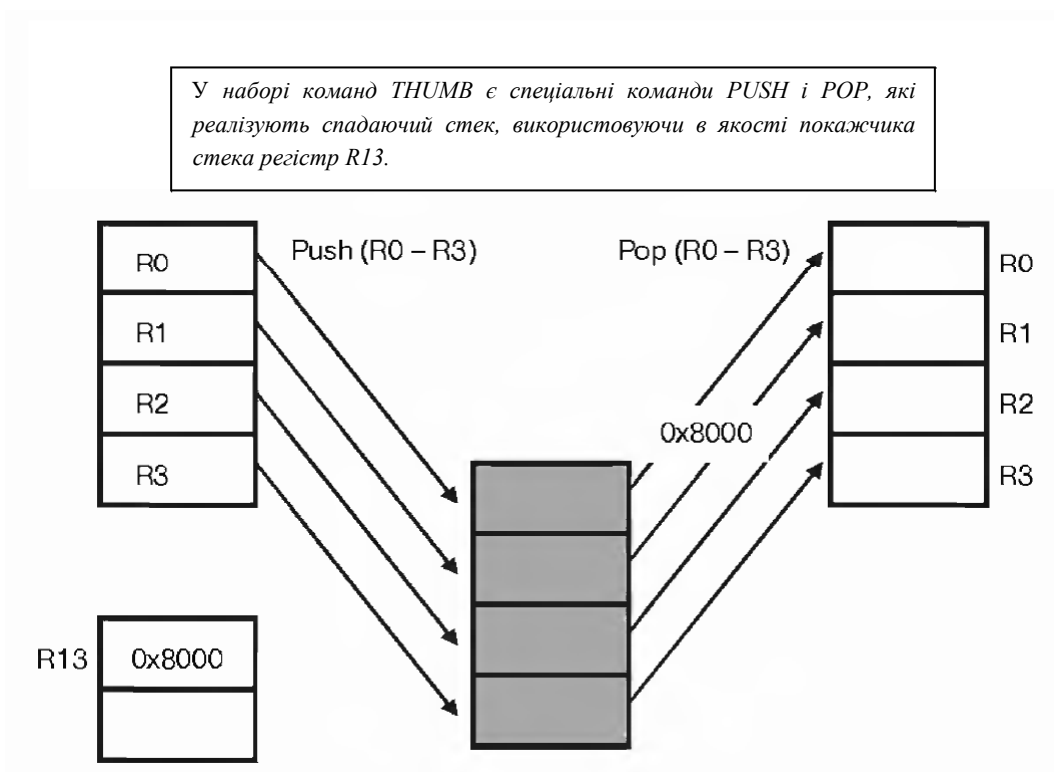 У наборі команд THUMB є спеціальні команди PUSH і POP, які
реалізують спадаючий стек, використовуючи в якості покажчика
стека регістр R13.
Push (R0 – R3)
Pop (R0 – R3)
R0
R0
R1
R1
R2
R2
0x8000
R3
R3
R13
0x8000